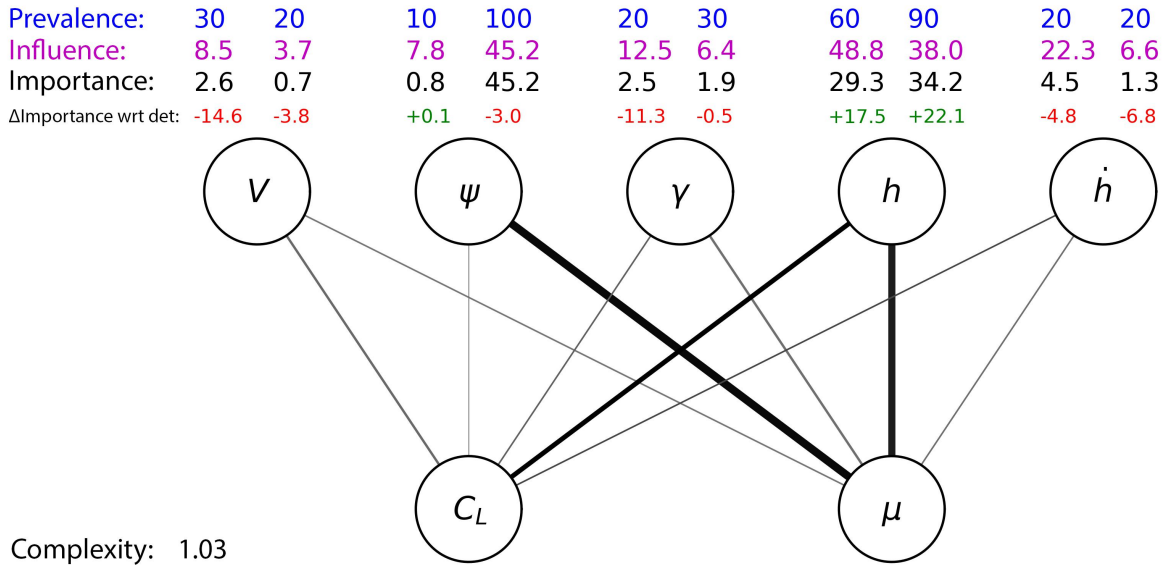 Prevalence: 30 20 10 100 20 30 60 90 20 20
Influence: 8.5 3.7 7.8 45.2 12.5 6.4 48.8 38.0 22.3 6.6
Importance: 2.6 0.7 0.8 45.2 2.5 1.9 29.3 34.2 4.5 1.3
ΔImportance wrt det: -14.6 -3.8 +0.1 -3.0 -11.3 -0.5 +17.5 +22.1 -4.8 -6.8
V ψ γ h ḣ
C_L μ
Complexity: 1.03